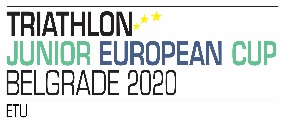 TRIATHLON
JUNIOR EUROPEAN CUP
BELGRADE 2020
ETU